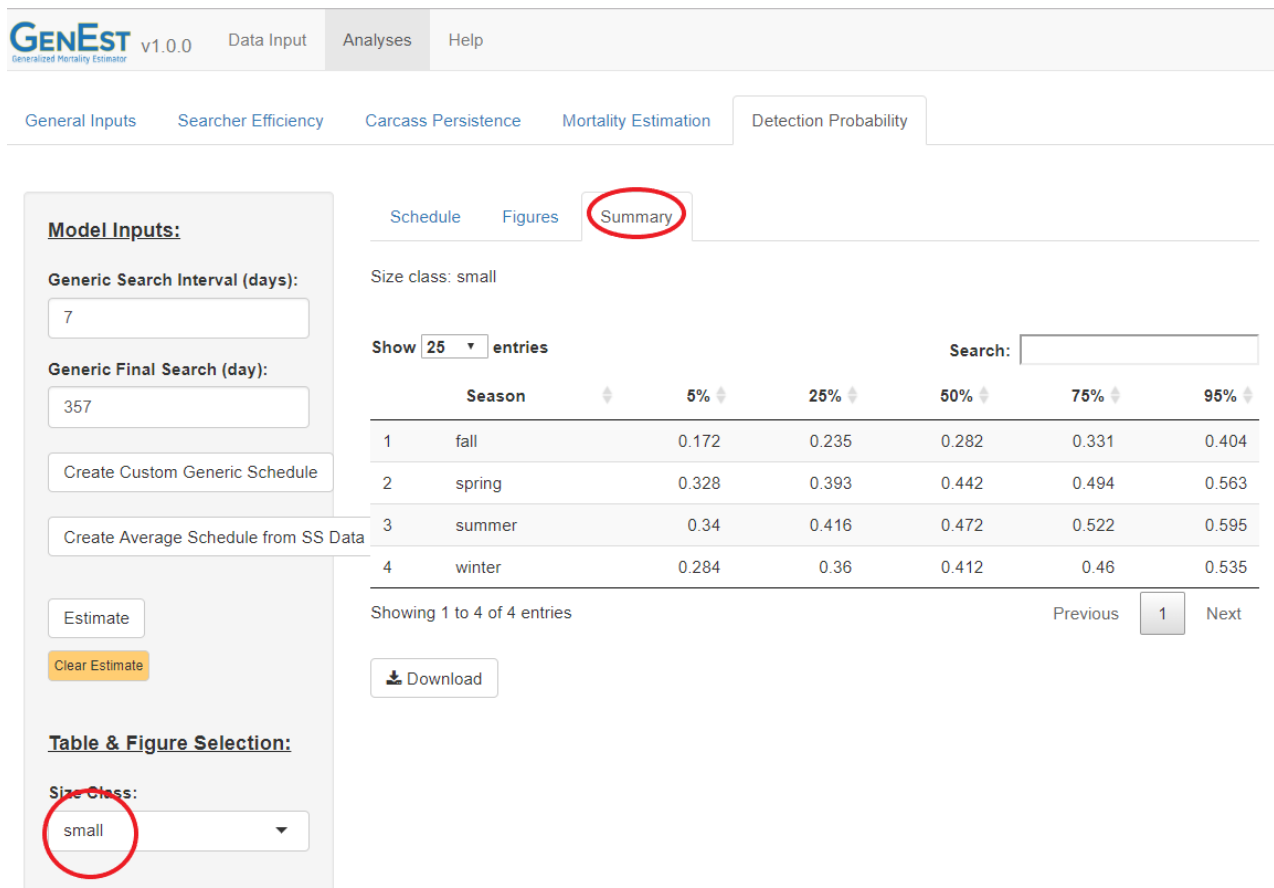 GENEST v1.0.0 Data Input Analyses Help
Generalized Mortality Estimator
General Inputs Searcher Efficiency Carcass Persistence Mortality Estimation Detection Probability
Model Inputs:
Generic Search Interval (days):
7
Generic Final Search (day):
357
Create Custom Generic Schedule
Create Average Schedule from SS Data
Estimate
Clear Estimate
Table & Figure Selection:
Size Class:
small
Schedule Figures Summary
Size class: small
Show 25 entries Search:
Season 5% 25% 50% 75% 95%
1 fall 0.172 0.235 0.282 0.331 0.404
2 spring 0.328 0.393 0.442 0.494 0.563
3 summer 0.34 0.416 0.472 0.522 0.595
4 winter 0.284 0.36 0.412 0.46 0.535
Showing 1 to 4 of 4 entries Previous 1 Next
Download